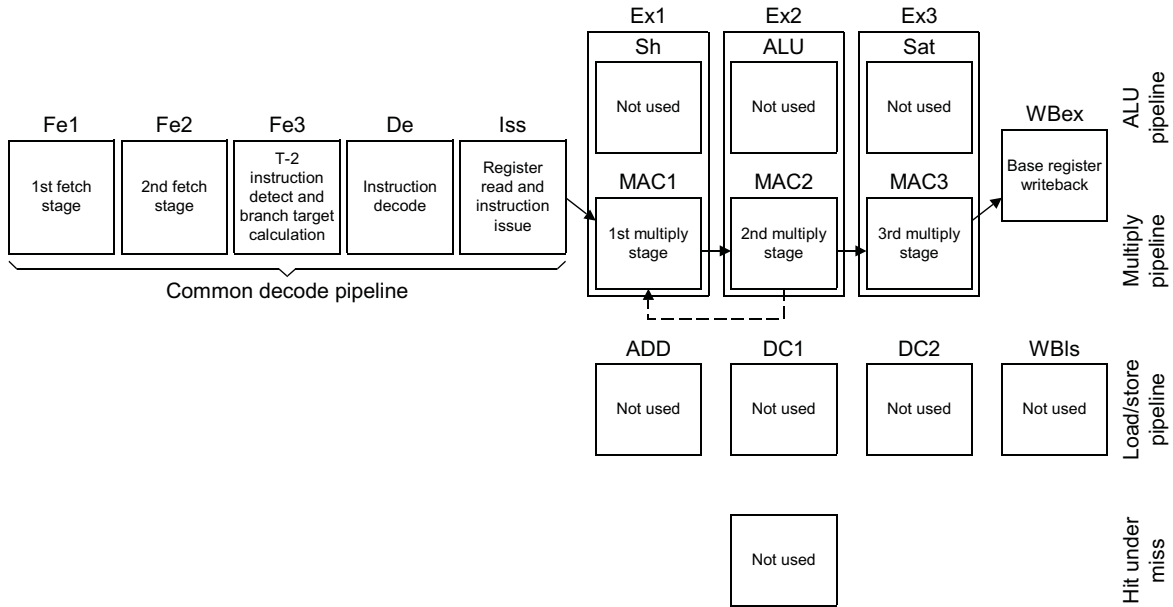 Ex1
Ex2
Ex3
Sh
ALU
Sat
Not used
Not used
Not used
ALU
pipeline
Fe1
Fe2
Fe3
De
Iss
WBex
1st fetch
stage
2nd fetch
stage
T-2
instruction
detect and
branch target
calculation
Instruction
decode
Register
read and
instruction
issue
Base register
writeback
MAC1
MAC2
MAC3
1st multiply
stage
2nd multiply
stage
3rd multiply
stage
Multiply
pipeline
Common decode pipeline
ADD
DC1
DC2
WBls
Not used
Not used
Not used
Not used
Load/store
pipeline
Not used
Hit under
miss